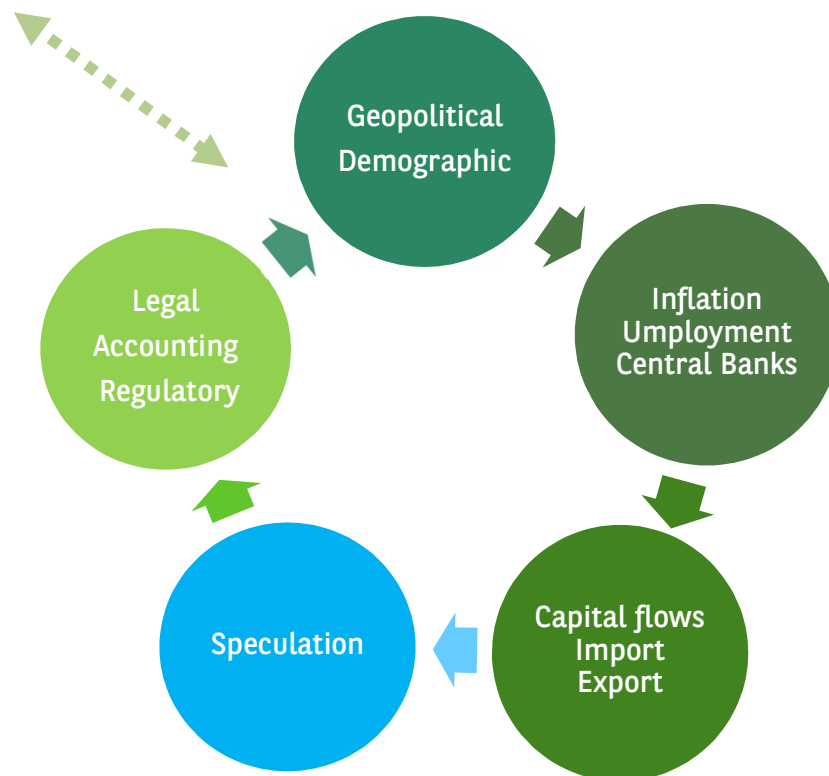 Geopolitical
Demographic
Inflation
Umployment
Central Banks
Capital flows
Import
Export
Speculation
Legal
Accounting
Regulatory